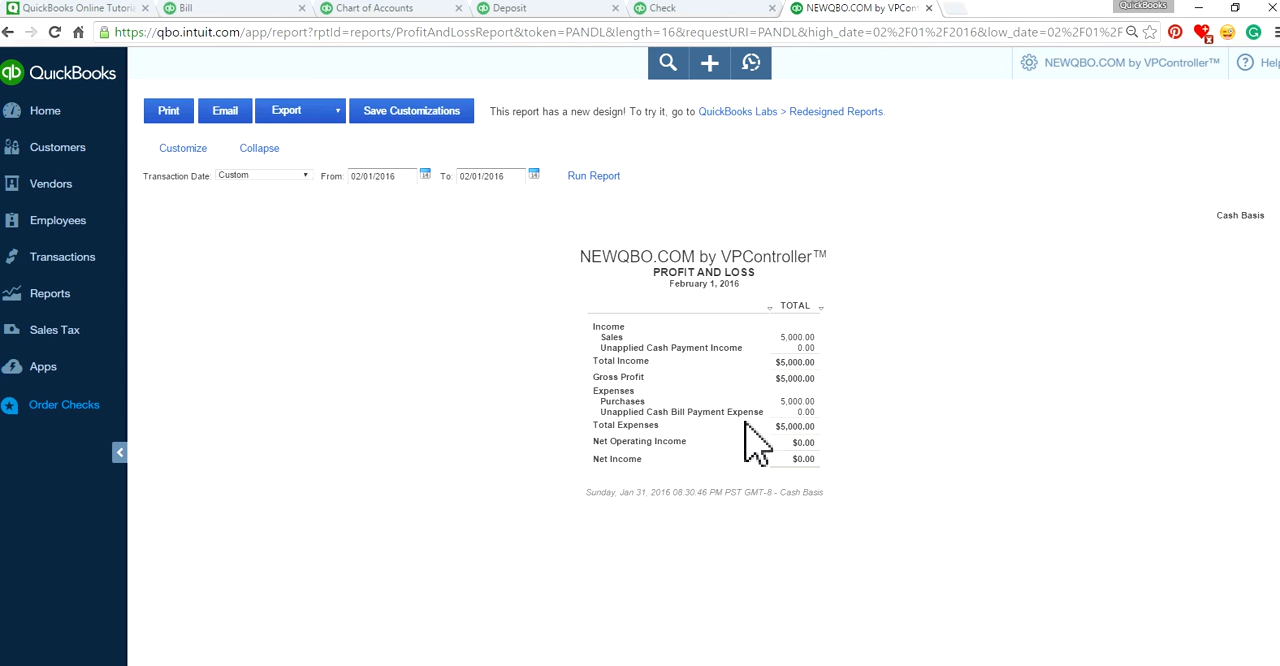 QuickBooks Online Tutoria
Bill
Chart of Accounts
Deposit
Check
NEWQBO.COM by VPCont
QuickBooks
https://qbo.intuit.com/app/report?rptId=reports/ProfitAndLossReport&token=PANDL&length=16&requestURI=PANDL&high_date=02%2F01%2F2016&low_date=02%2F01%2F
qb QuickBooks
NEWQBO.COM by VPController™
? Help
Home
Customers
Vendors
Employees
Transactions
Reports
Sales Tax
Apps
Order Checks
Print
Email
Export
Save Customizations
This report has a new design! To try it, go to QuickBooks Labs > Redesigned Reports.
Customize
Collapse
Transaction Date: Custom From: 02/01/2016 To: 02/01/2016 Run Report
Cash Basis
NEWQBO.COM by VPController™
PROFIT AND LOSS
February 1, 2016
TOTAL
Income
Sales 5,000.00
Unapplied Cash Payment Income 0.00
Total Income $5,000.00
Gross Profit $5,000.00
Expenses
Purchases 5,000.00
Unapplied Cash Bill Payment Expense 0.00
Total Expenses $5,000.00
Net Operating Income $0.00
Net Income $0.00
Sunday, Jan 31, 2016 08:30:46 PM PST GMT-8 - Cash Basis